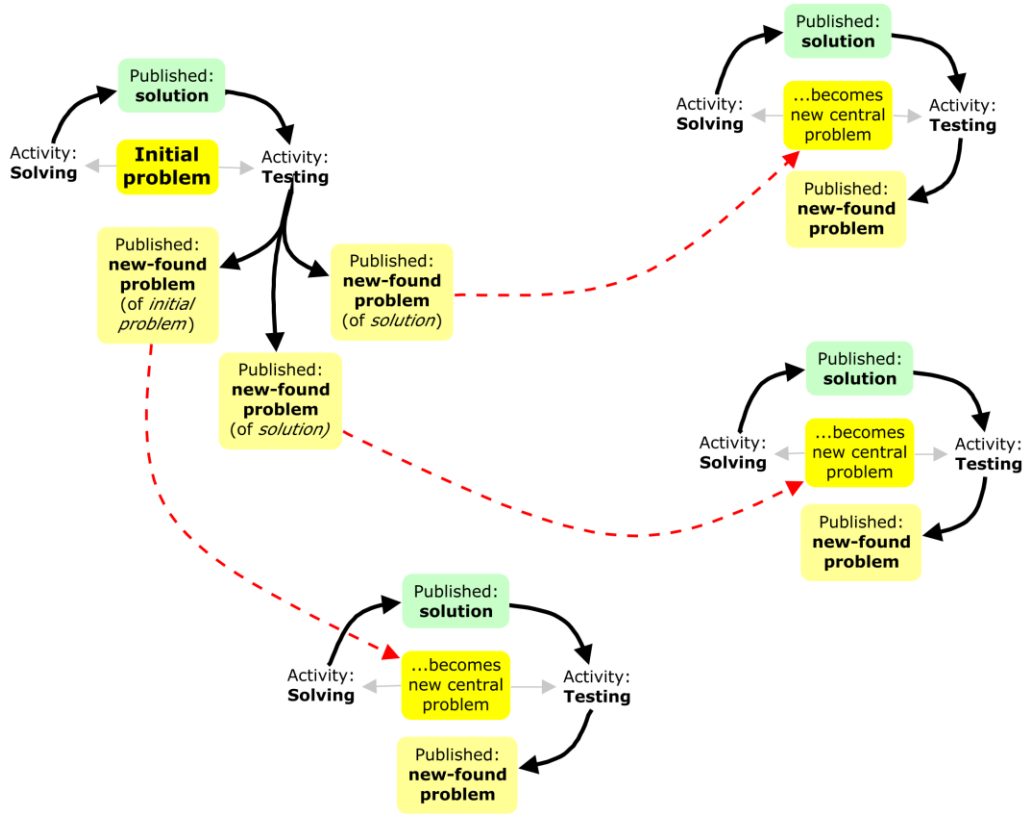 Published:
solution
Activity:
Solving
Initial
problem
Activity:
Testing
Published:
new-found
problem
(of initial
problem)
Published:
new-found
problem
(of solution)
Published:
new-found
problem
(of solution)
Published:
solution
Activity:
Solving
...becomes
new central
problem
Activity:
Testing
Published:
new-found
problem
Published:
solution
Activity:
Solving
...becomes
new central
problem
Activity:
Testing
Published:
new-found
problem
Published:
solution
Activity:
Solving
...becomes
new central
problem
Activity:
Testing
Published:
new-found
problem